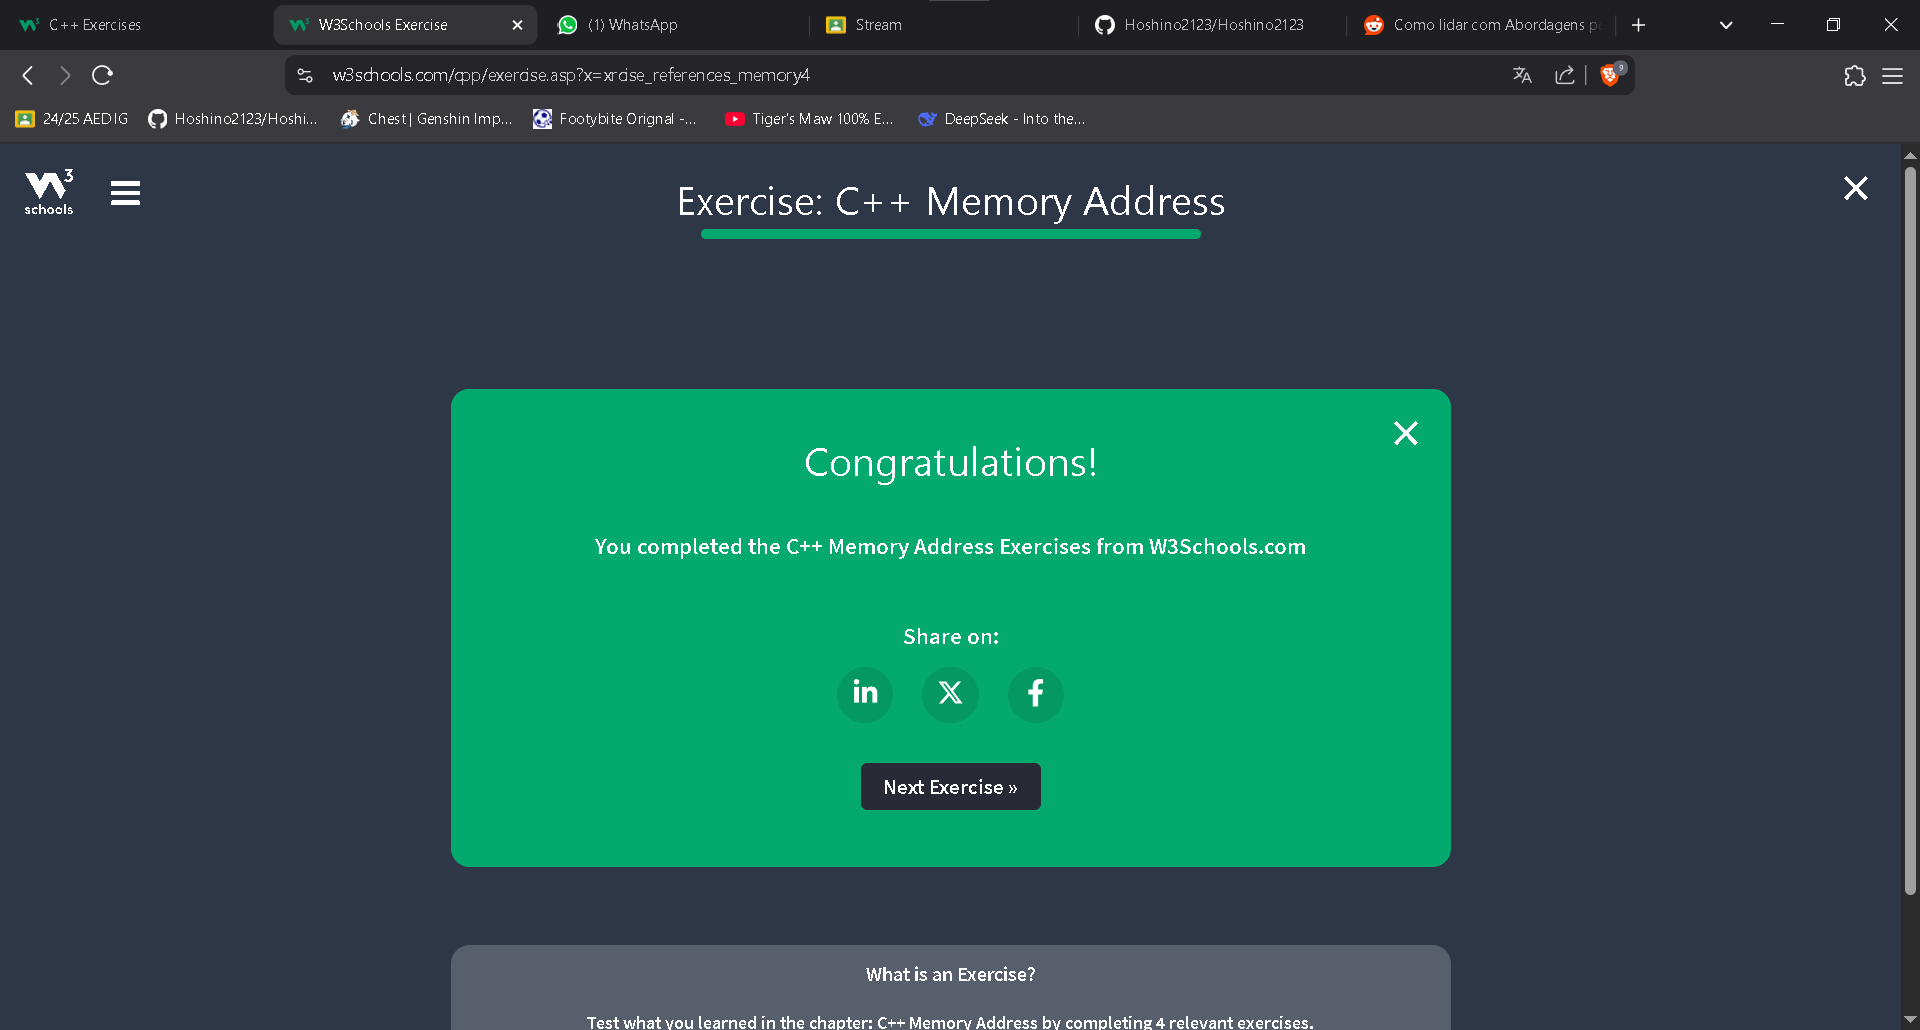 C++ Exercises
W3Schools Exercise
(1) WhatsApp
Stream
Hoshino2123/Hoshino2123
Como lidar com Abordagens p
w3schools.com/cpp/exercise.asp?x=xrcise_references_memory4
9
24/25 AEDIG
Hoshino2123/Hoshi...
Chest | Genshin Imp...
Footybite Orignal -...
Tiger's Maw 100% E...
DeepSeek - Into the...
3
schools
Exercise: C++ Memory Address
Congratulations!
You completed the C++ Memory Address Exercises from W3Schools.com
Share on:
in
X
f
Next Exercise »
What is an Exercise?
Test what you learned in the chapter: C++ Memory Address by completing 4 relevant exercises.